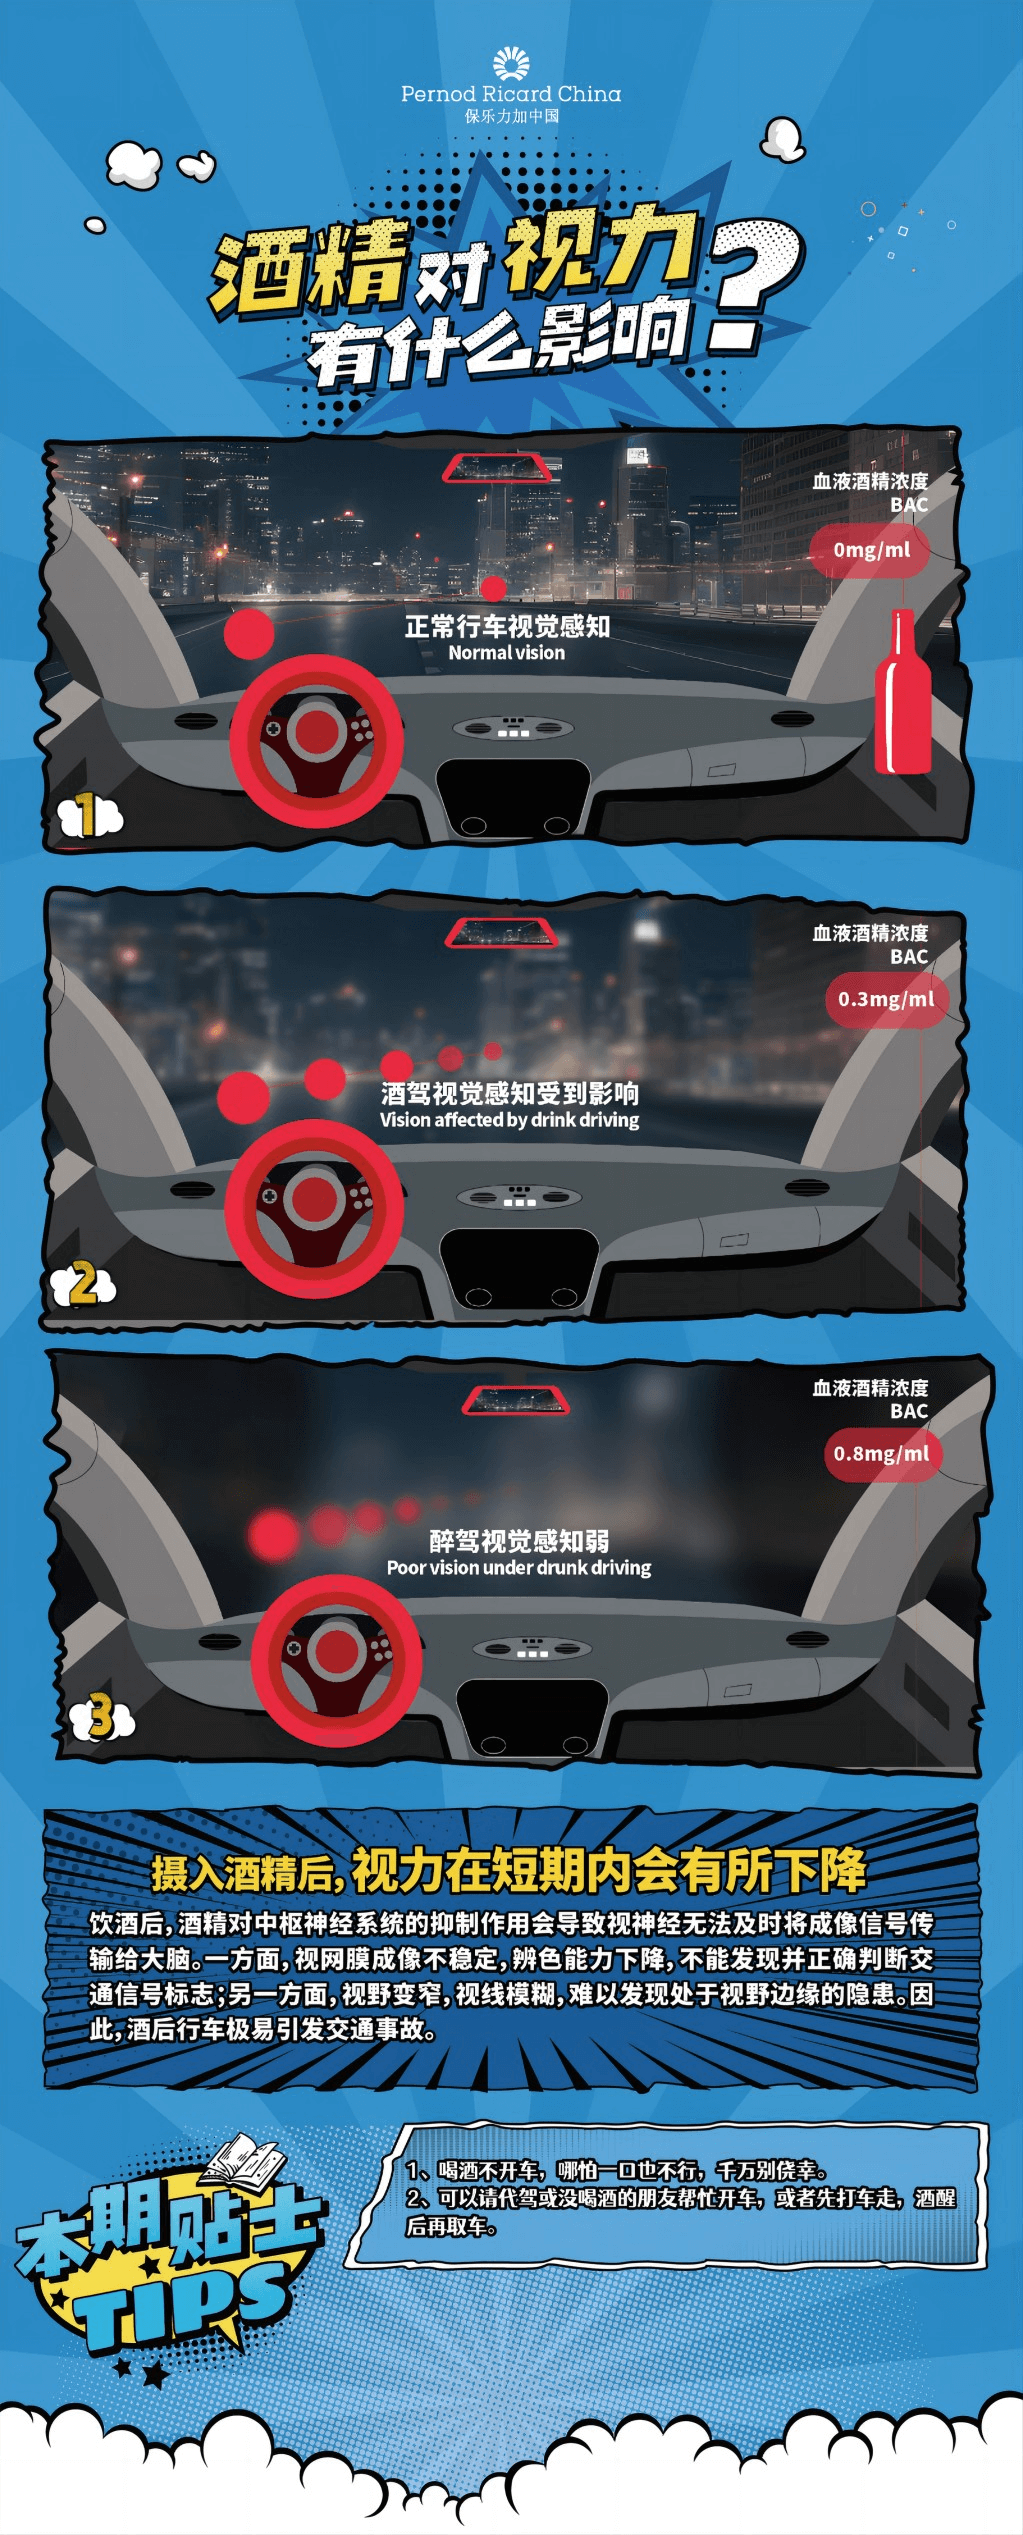 Pernod Ricard China
保乐力加中国
酒精对视力
有什么影响?
血液酒精浓度
BAC
0mg/ml
正常行车视觉感知
Normal vision
1
血液酒精浓度
BAC
0.3mg/ml
酒驾视觉感知受到影响
Vision affected by drink driving
2
血液酒精浓度
BAC
0.8mg/ml
醉驾视觉感知弱
Poor vision under drunk driving
3
摄入酒精后,视力在短期内会有所下降
饮酒后,酒精对中枢神经系统的抑制作用会导致视神经无法及时将成像信号传
输给大脑。一方面,视网膜成像不稳定,辨色能力下降,不能发现并正确判断交
通信号标志;另一方面,视野变窄,视线模糊,难以发现处于视野边缘的隐患。因
此,酒后行车极易引发交通事故。
本期贴士
TIPS
1、喝酒不开车，哪怕一口也不行，千万别侥幸。
2、可以请代驾或没喝酒的朋友帮忙开车，或者先打车走，酒醒
后再取车。